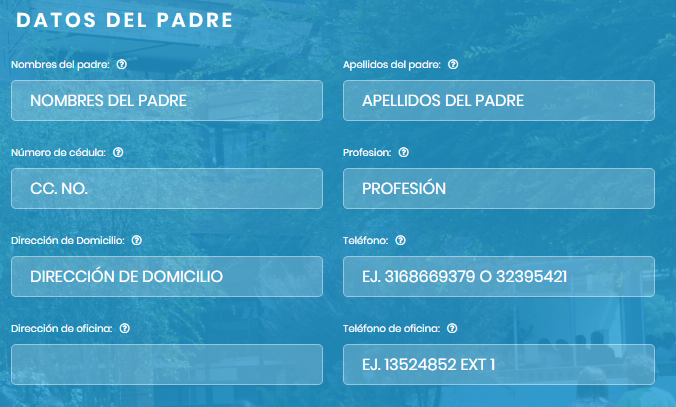 DATOS DEL PADRE
Nombres del padre: Apellidos del padre:
NOMBRES DEL PADRE APELLIDOS DEL PADRE
Número de cédula: Profesion:
CC. NO. PROFESIÓN
Dirección de Domicilio: Teléfono:
DIRECCIÓN DE DOMICILIO EJ. 3168669379 O 32395421
Dirección de oficina: Teléfono de oficina:
EJ. 13524852 EXT 1